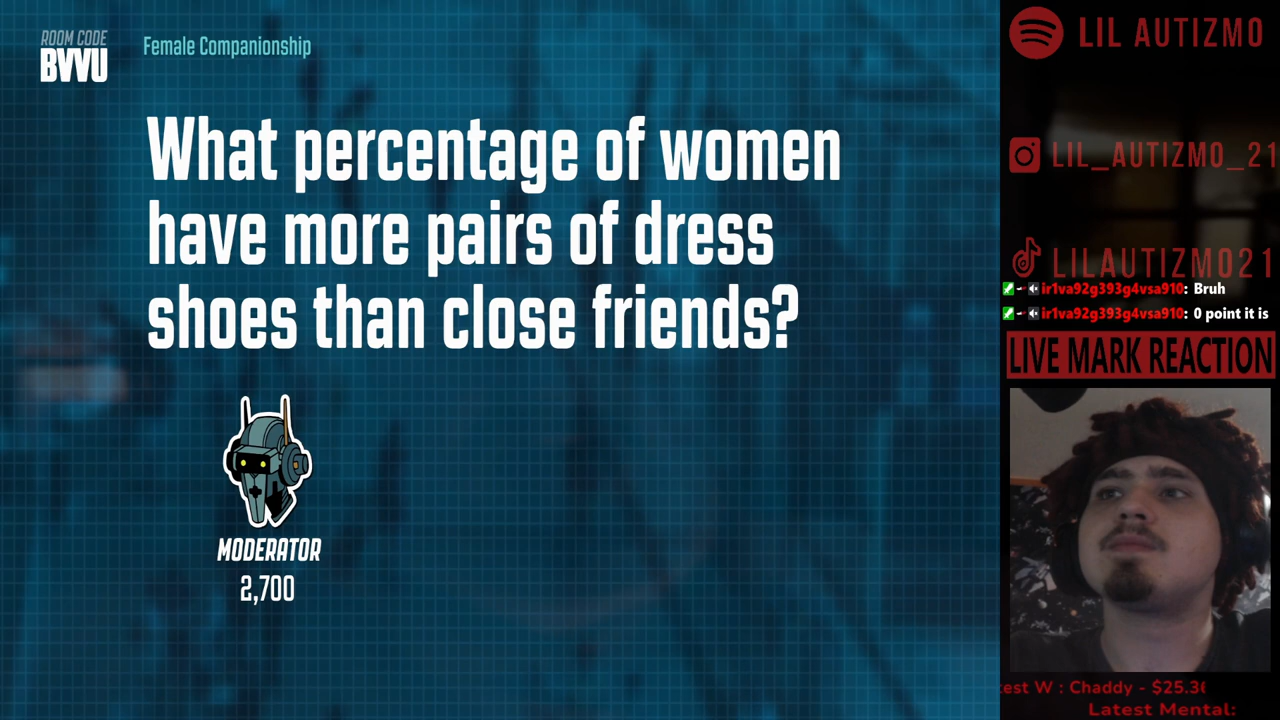 ROOM CODE
BVVU
Female Companionship
What percentage of women
have more pairs of dress
shoes than close friends?
MODERATOR
2,700
LIL AUTIZMO
LIL_AUTIZMO_21
LILAUTIZMO21
ir1va92g393g4vsa910: Bruh
ir1va92g393g4vsa910: 0 point it is
LIVE MARK REACTION
test W : Chaddy - $25.3
Latest Mental: